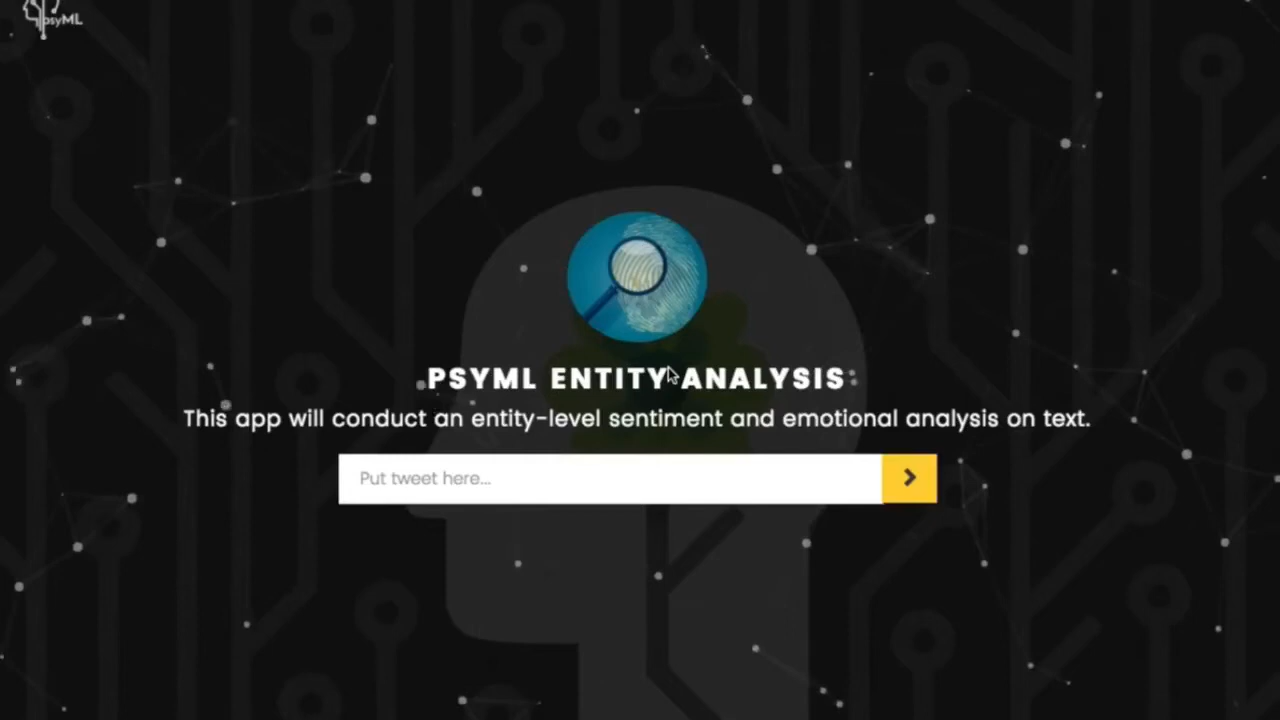 psyML
PSYML ENTITY ANALYSIS
This app will conduct an entity-level sentiment and emotional analysis on text.
Put tweet here...